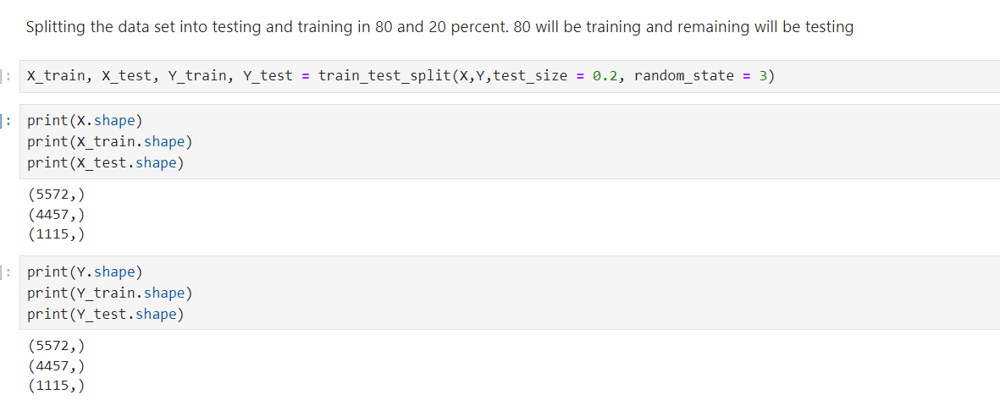 Splitting the data set into testing and training in 80 and 20 percent. 80 will be training and remaining will be testing
]: X_train, X_test, Y_train, Y_test = train_test_split(X,Y,test_size = 0.2, random_state = 3)
]: print(X.shape)
print(X_train.shape)
print(X_test.shape)
(5572,)
(4457,)
(1115,)
]: print(Y.shape)
print(Y_train.shape)
print(Y_test.shape)
(5572,)
(4457,)
(1115,)